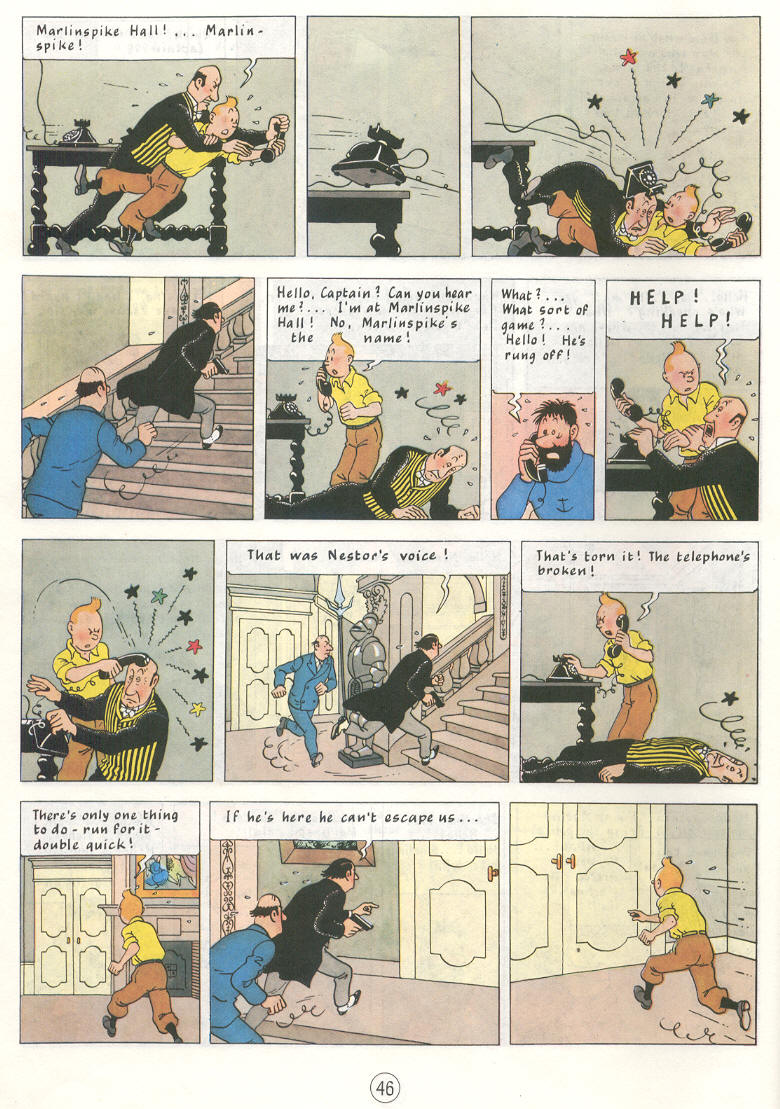 Marlinspike Hall! ... Marlin-
spike!
Hello, Captain? Can you hear
me?... I'm at Marlinspike
Hall! No, Marlinspike's
the name!
What?...
What sort of
game?...
Hello! He's
rung off!
HELP!
HELP!
That was Nestor's voice!
That's torn it! The telephone's
broken!
There's only one thing
to do - run for it -
double quick!
If he's here he can't escape us...
46